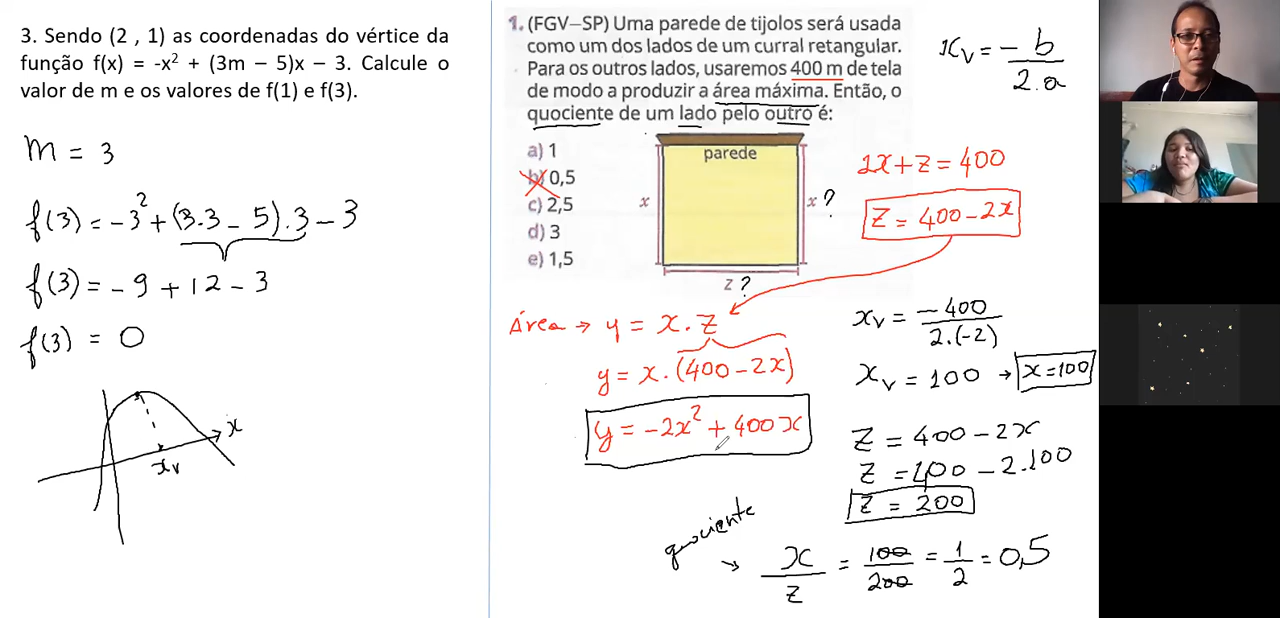 3. Sendo (2 , 1) as coordenadas do vértice da
função f(x) = -x² + (3m – 5)x – 3. Calcule o
valor de m e os valores de f(1) e f(3).
m = 3
f(3) = -3² + (3.3 - 5).3 - 3
f(3) = -9 + 12 - 3
f(3) = 0
x
xᵥ
1. (FGV–SP) Uma parede de tijolos será usada
como um dos lados de um curral retangular.
Para os outros lados, usaremos 400 m de tela
de modo a produzir a área máxima. Então, o
quociente de um lado pelo outro é:
a) 1
b) 0,5
c) 2,5
d) 3
e) 1,5
parede
x
x ?
z ?
xᵥ = -b / 2.a
2x + z = 400
z = 400 - 2x
Área → y = x.z
y = x.(400 - 2x)
y = -2x² + 400x
xᵥ = -400 / 2.(-2)
xᵥ = 100 → x = 100
z = 400 - 2x
z = 400 - 2.100
z = 200
quociente
→ x/z = 100/200 = 1/2 = 0,5